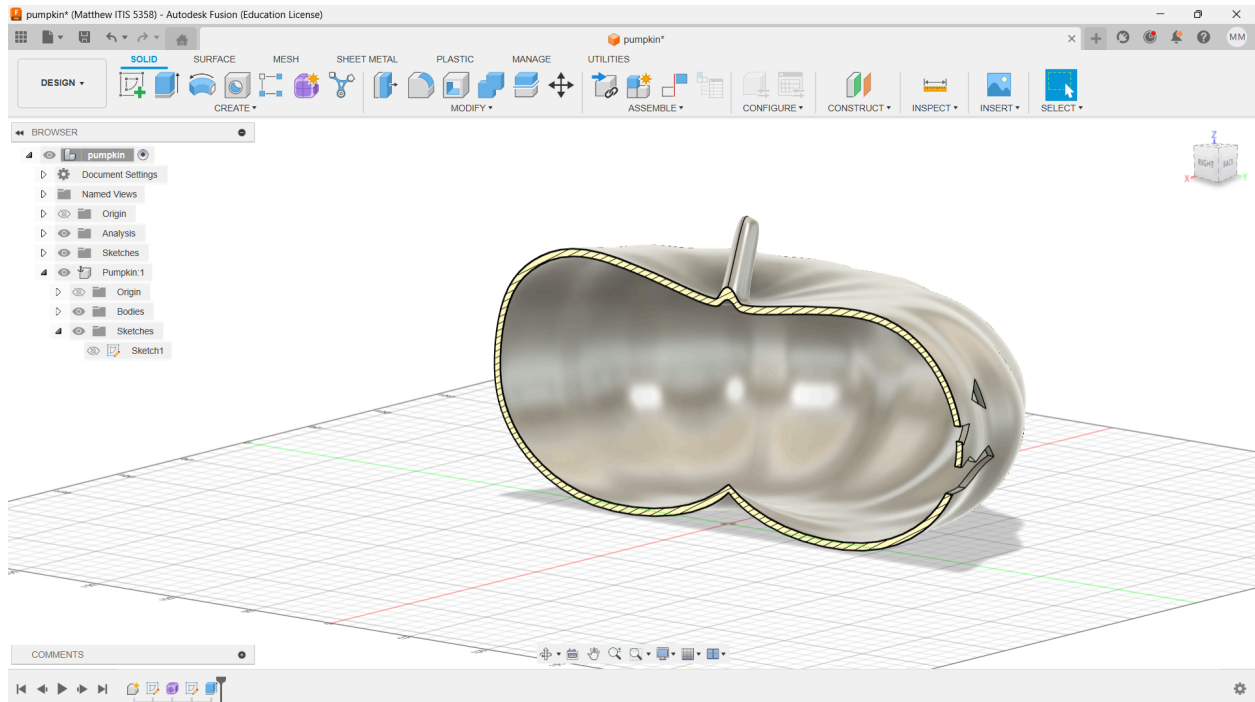 pumpkin* (Matthew ITIS 5358) - Autodesk Fusion (Education License)
pumpkin*
MM
SOLID SURFACE MESH SHEET METAL PLASTIC MANAGE UTILITIES
DESIGN
CREATE MODIFY ASSEMBLE CONFIGURE CONSTRUCT INSPECT INSERT SELECT
BROWSER
pumpkin
Document Settings
Named Views
Origin
Analysis
Sketches
Pumpkin:1
Origin
Bodies
Sketches
Sketch1
Z
RIGHT BACK
X Y
COMMENTS